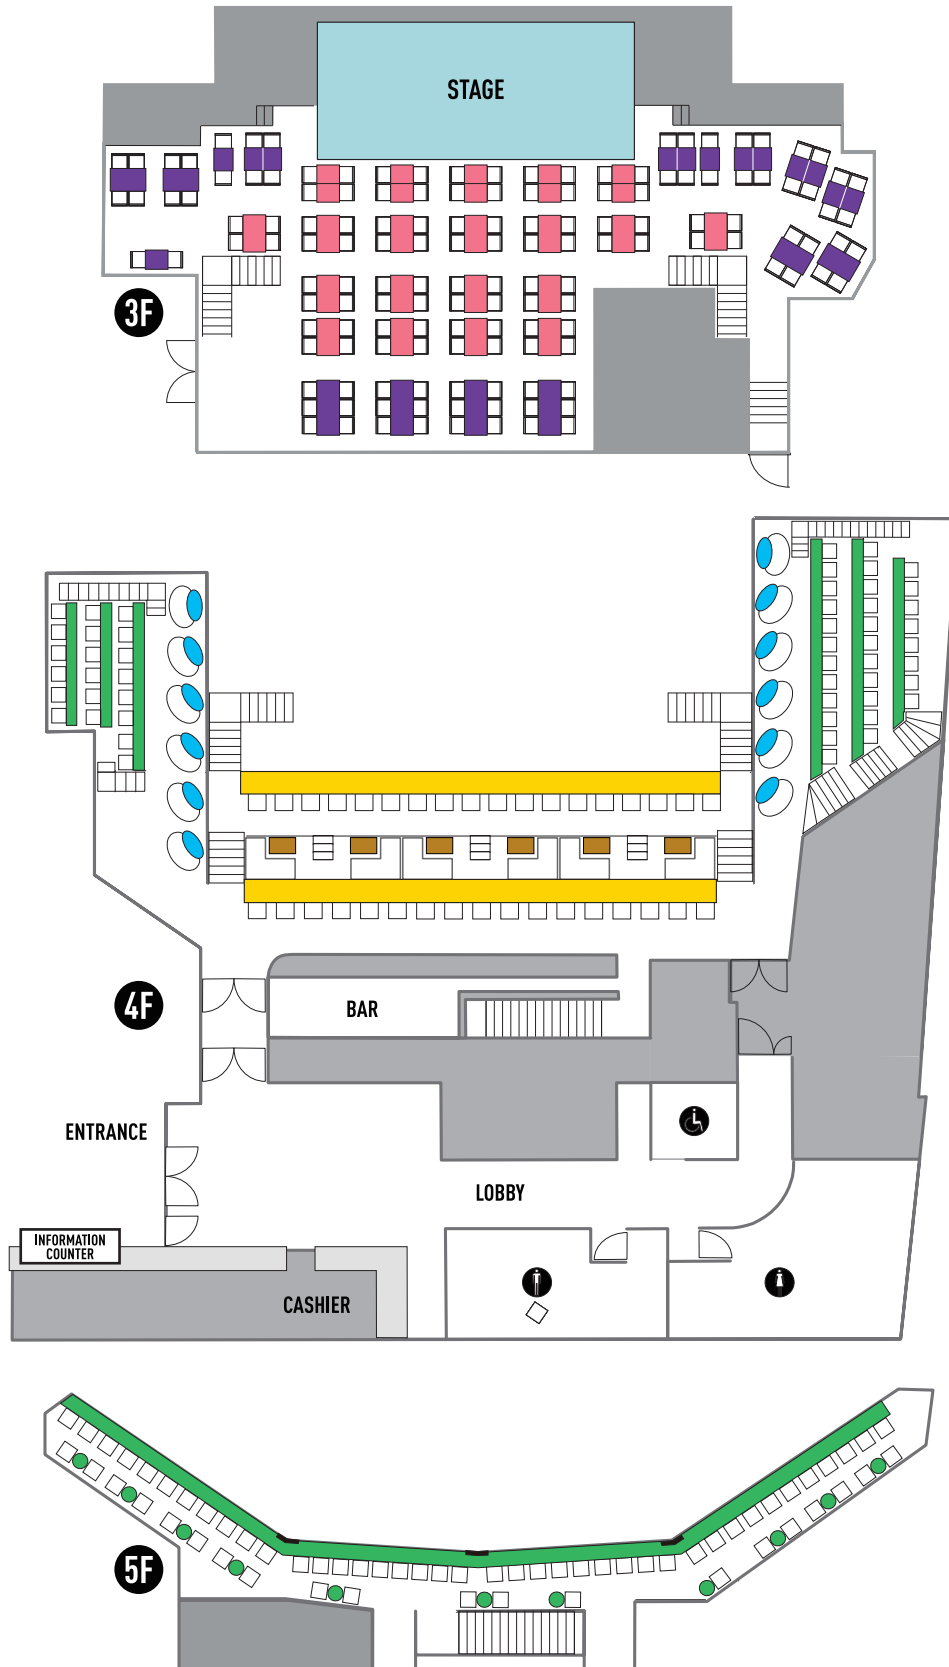 STAGE
3F
4F
BAR
ENTRANCE
LOBBY
INFORMATION
COUNTER
CASHIER
5F